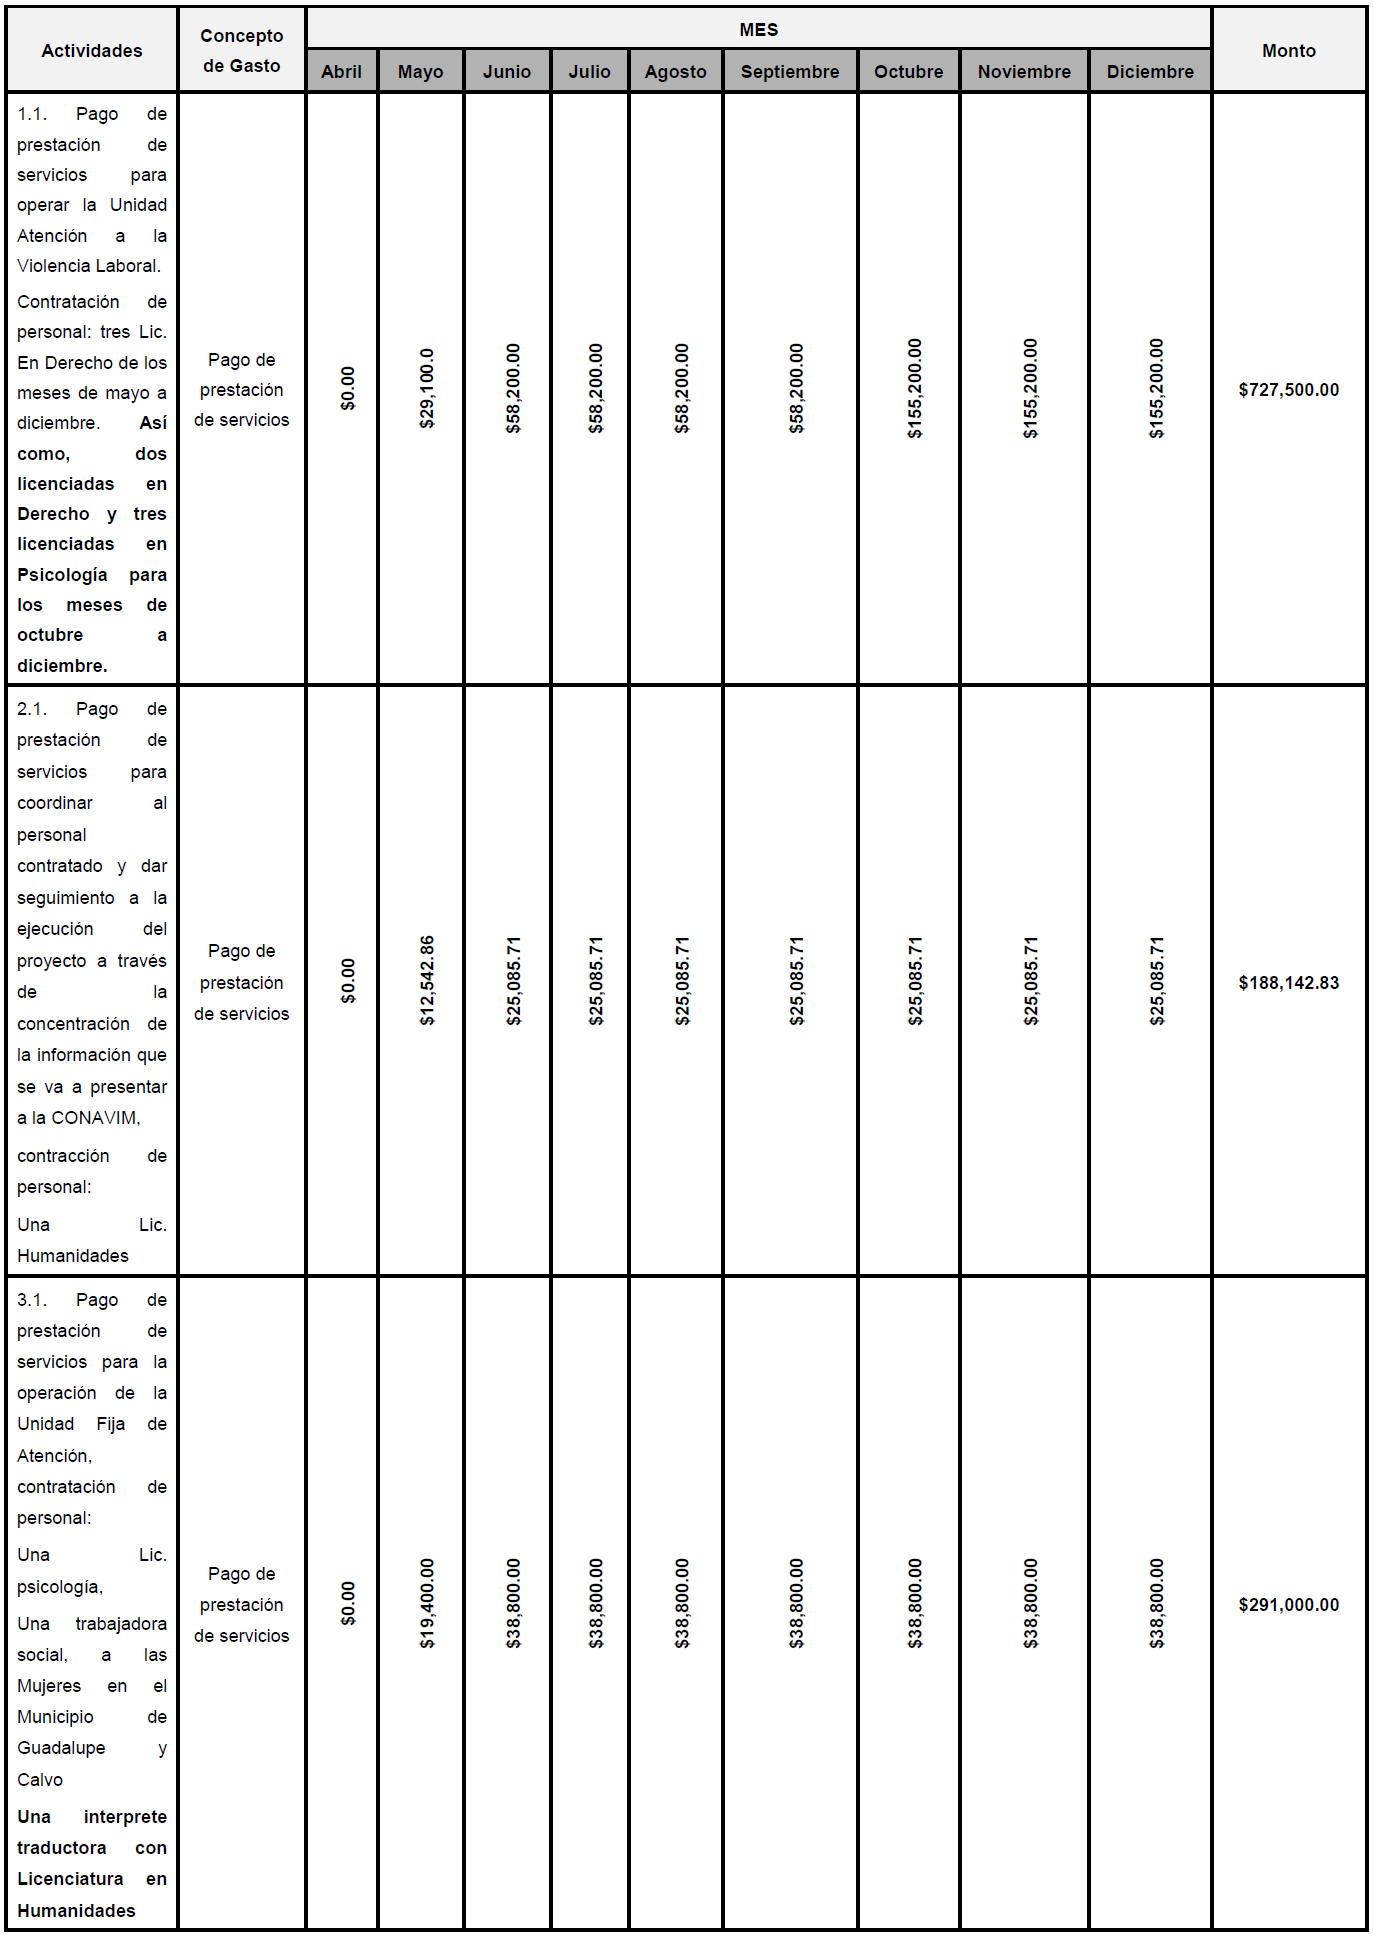 Actividades
Concepto
de Gasto
MES
Monto
Abril
Mayo
Junio
Julio
Agosto
Septiembre
Octubre
Noviembre
Diciembre
1.1. Pago de
prestación de
servicios para
operar la Unidad
Atención a la
Violencia Laboral.
Contratación de
personal: tres Lic.
En Derecho de los
meses de mayo a
diciembre. Así
como, dos
licenciadas en
Derecho y tres
licenciadas en
Psicología para
los meses de
octubre a
diciembre.
Pago de
prestación
de servicios
$0.00
$29,100.0
$58,200.00
$58,200.00
$58,200.00
$58,200.00
$155,200.00
$155,200.00
$155,200.00
$727,500.00
2.1. Pago de
prestación de
servicios para
coordinar al
personal
contratado y dar
seguimiento a la
ejecución del
proyecto a través
de la
concentración de
la información que
se va a presentar
a la CONAVIM,
contracción de
personal:
Una Lic.
Humanidades
Pago de
prestación
de servicios
$0.00
$12,542.86
$25,085.71
$25,085.71
$25,085.71
$25,085.71
$25,085.71
$25,085.71
$25,085.71
$188,142.83
3.1. Pago de
prestación de
servicios para la
operación de la
Unidad Fija de
Atención,
contratación de
personal:
Una Lic.
psicología,
Una trabajadora
social, a las
Mujeres en el
Municipio de
Guadalupe y
Calvo
Una interprete
traductora con
Licenciatura en
Humanidades
Pago de
prestación
de servicios
$0.00
$19,400.00
$38,800.00
$38,800.00
$38,800.00
$38,800.00
$38,800.00
$38,800.00
$38,800.00
$291,000.00